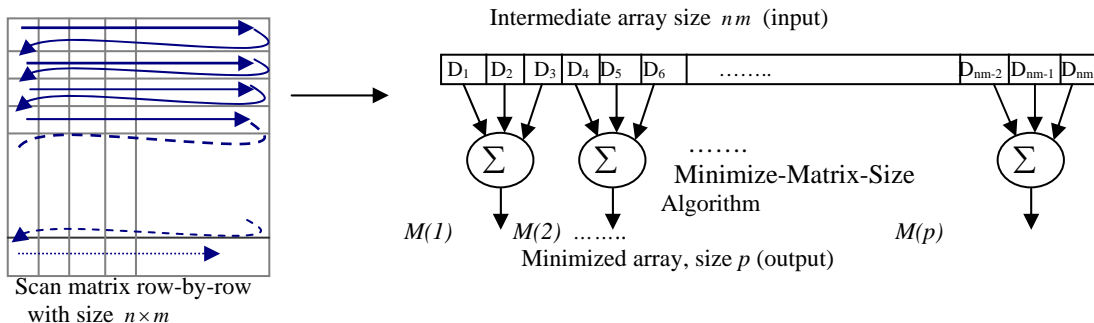 Intermediate array size nm (input)
D1 D2 D3 D4 D5 D6 …….. Dnm-2 Dnm-1 Dnm
Σ Σ Σ
…….
Minimize-Matrix-Size
Algorithm
M(1) M(2) …….. M(p)
Minimized array, size p (output)
Scan matrix row-by-row
with size n×m